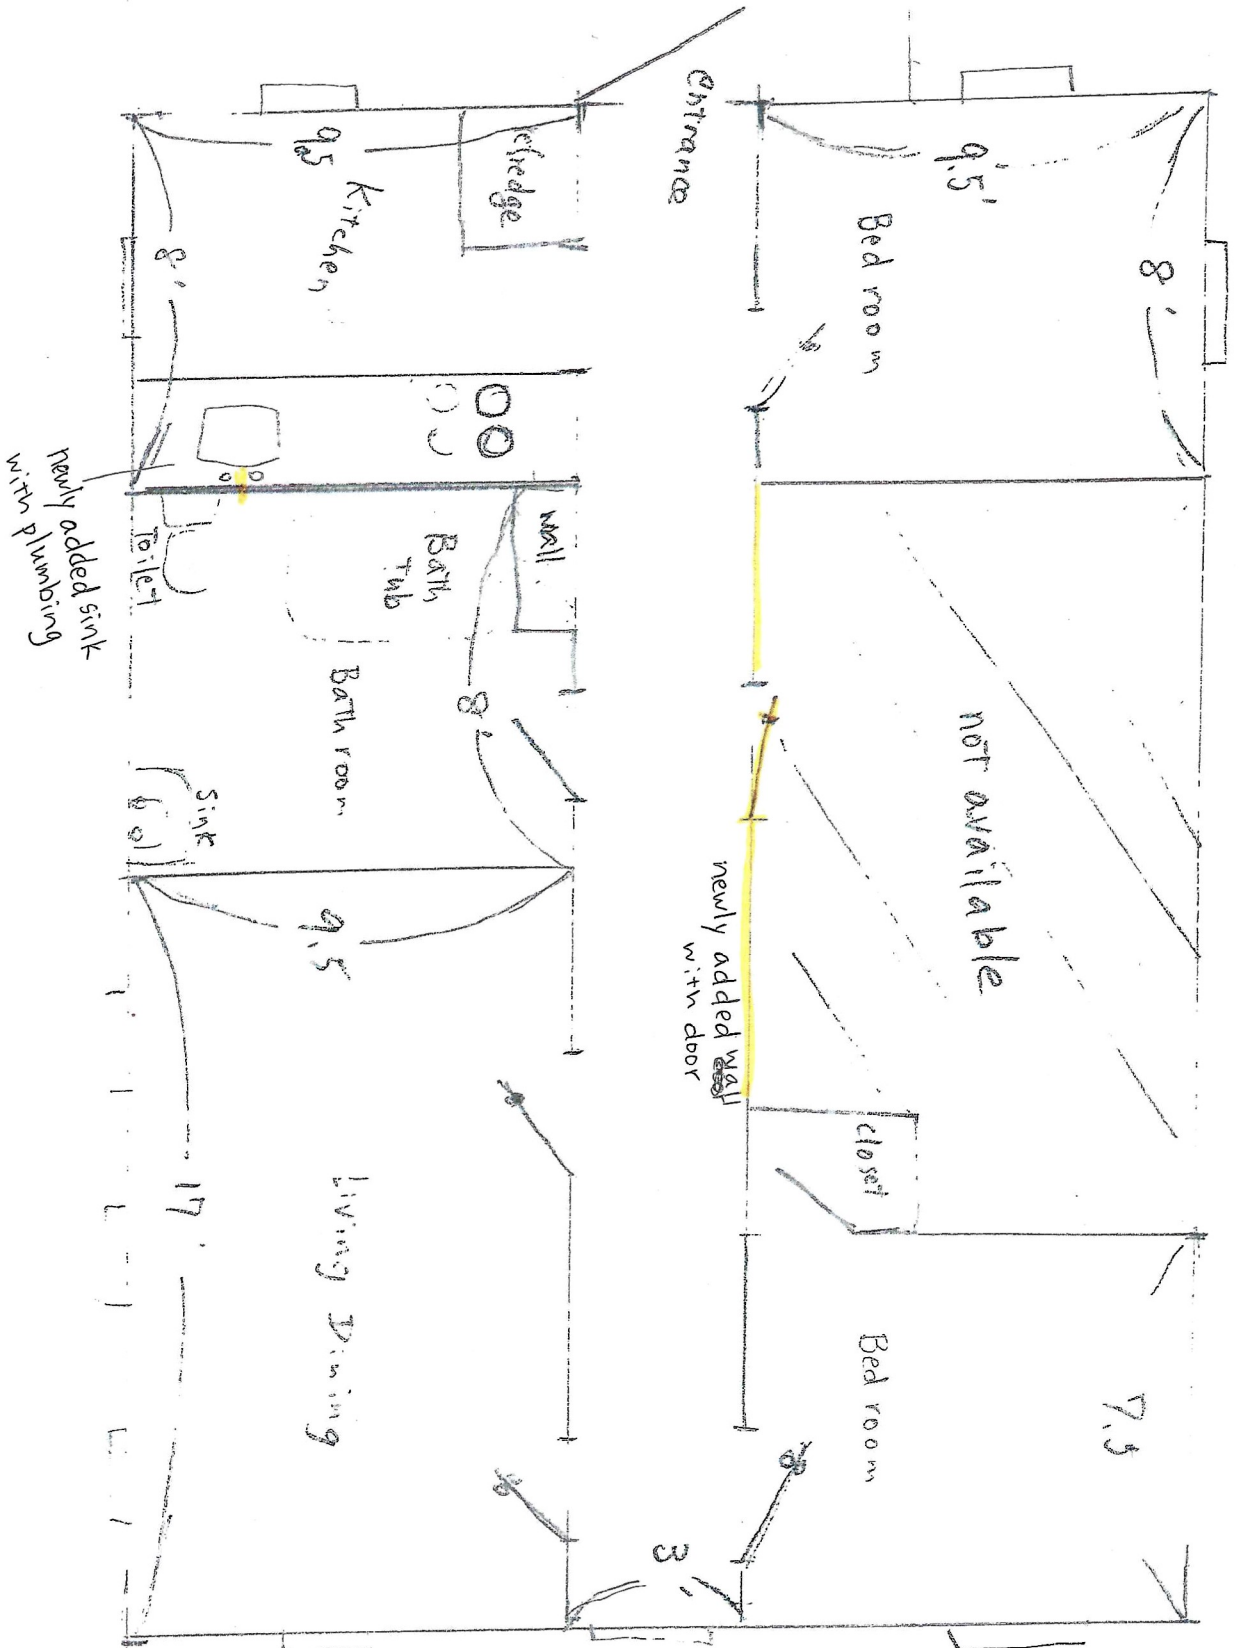 Entrance
9.5
Kitchen
8'
9.5'
Bedroom
8'
newly added sink
with plumbing
Toilet
Bath
Tub
wall
Bathroom
8'
Sink
not available
newly added wall
with door
closet
9.5
17'
Living Dining
Bedroom
7.5
3'